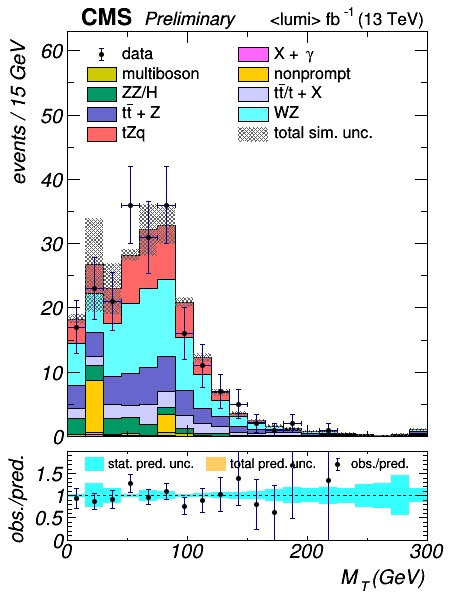 CMS Preliminary <lumi> fb⁻¹ (13 TeV)
events / 15 GeV
60
50
40
30
20
10
0
data
multiboson
ZZ/H
tt̄ + Z
tZq
X + γ
nonprompt
tt̄/t + X
WZ
total sim. unc.
obs./pred.
1.5
1
0.5
0
stat. pred. unc. total pred. unc. obs./pred.
0 100 200 300
M_T (GeV)